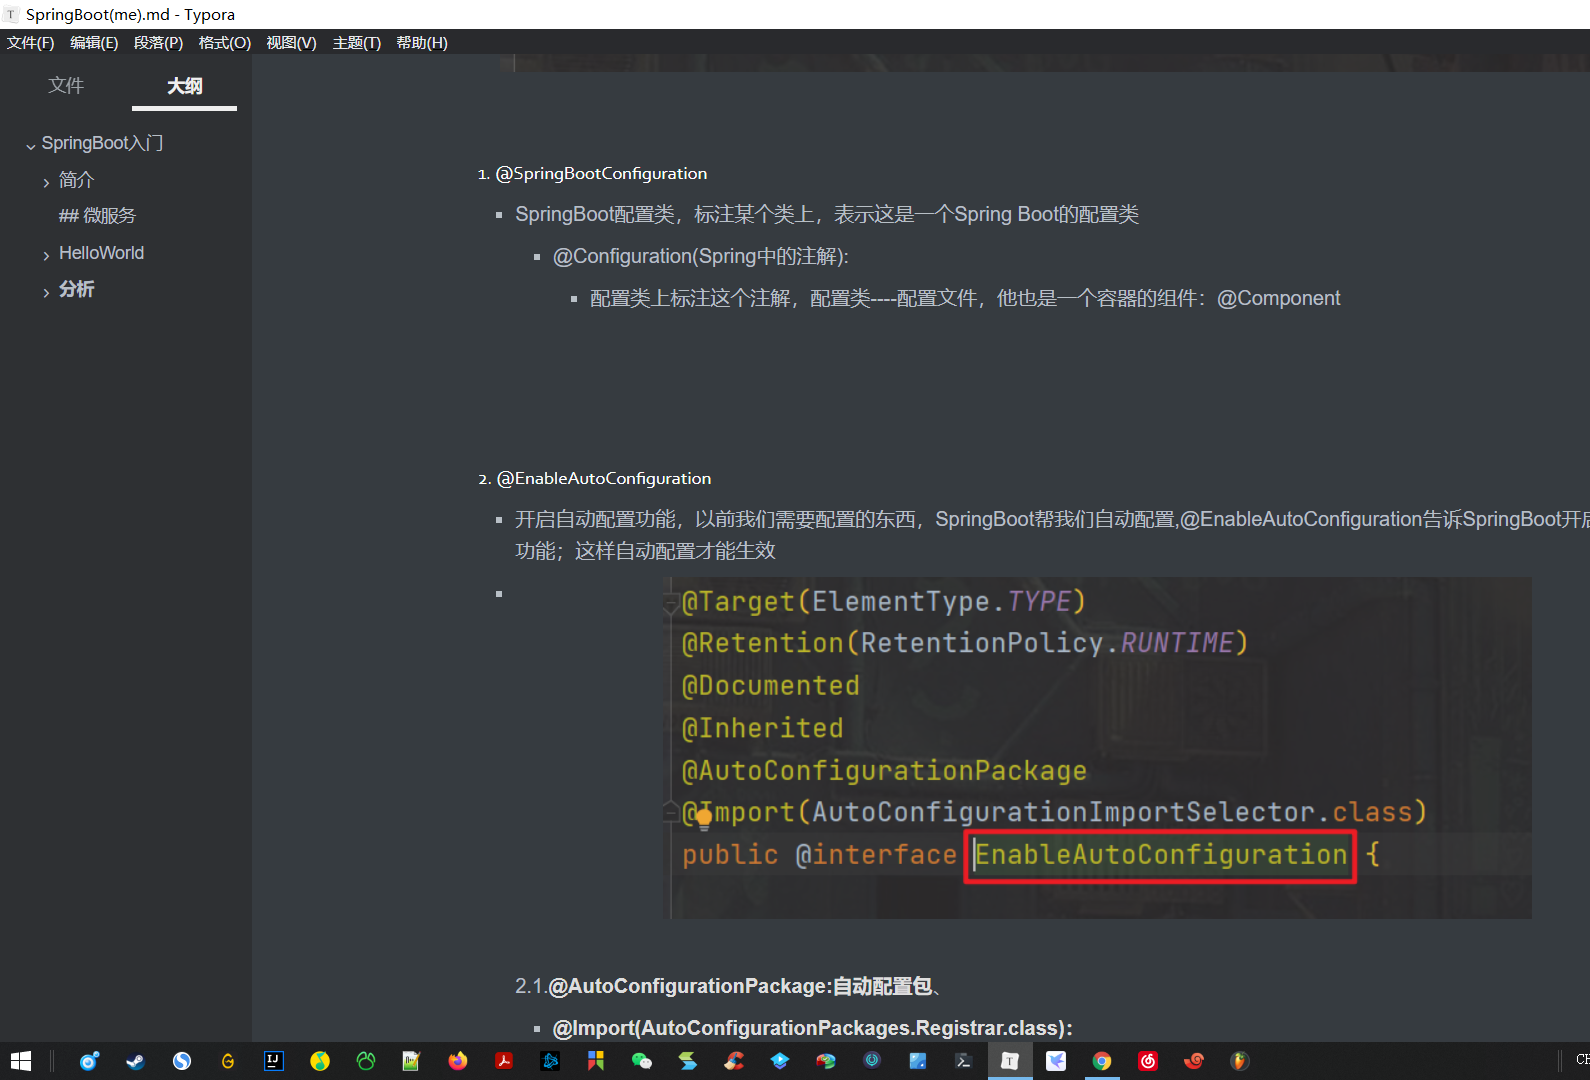 SpringBoot(me).md - Typora
文件(F) 编辑(E) 段落(P) 格式(O) 视图(V) 主题(T) 帮助(H)
文件 大纲
SpringBoot入门
简介
## 微服务
HelloWorld
分析
1. @SpringBootConfiguration
SpringBoot配置类，标注某个类上，表示这是一个Spring Boot的配置类
@Configuration(Spring中的注解):
配置类上标注这个注解，配置类----配置文件，他也是一个容器的组件：@Component
2. @EnableAutoConfiguration
开启自动配置功能，以前我们需要配置的东西，SpringBoot帮我们自动配置,@EnableAutoConfiguration告诉SpringBoot开启
功能；这样自动配置才能生效
@Target(ElementType.TYPE)
@Retention(RetentionPolicy.RUNTIME)
@Documented
@Inherited
@AutoConfigurationPackage
@Import(AutoConfigurationImportSelector.class)
public @interface EnableAutoConfiguration {
2.1.@AutoConfigurationPackage:自动配置包、
@Import(AutoConfigurationPackages.Registrar.class)：